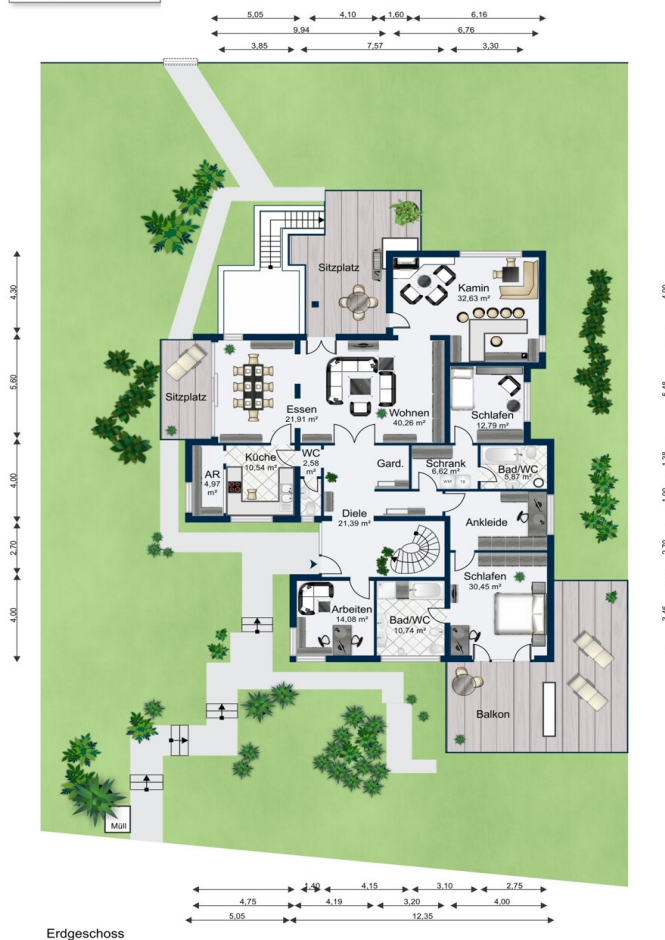 5,05 4,10 1,60 6,16
9,94 6,76
3,85 7,57 3,30
4,30
5,60
4,00
2,70
4,00
Sitzplatz
Kamin
32,63 m²
Sitzplatz
Essen
21,91 m²
Wohnen
40,26 m²
Schlafen
12,79 m²
AR
4,97
m²
Küche
10,54 m²
WC
2,58
m²
Gard.
Schrank
6,62 m²
WM
Bad/WC
5,87 m²
Diele
21,39 m²
Ankleide
Schlafen
30,45 m²
Arbeiten
14,08 m²
Bad/WC
10,74 m²
Balkon
Müll
1,40 4,15 3,10 2,75
4,75 4,19 3,20 4,00
5,05 12,35
Erdgeschoss